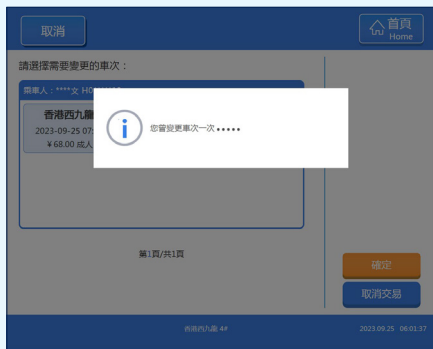 取消
首頁
Home
請選擇需要變更的車次：
乘車人：****文
香港西九龍
2023-09-25 07:
￥68.00 成人
您曾變更車次一次•••••
第1頁/共1頁
確定
取消交易
香港西九龍 4#
2023.09.25 06:01:37